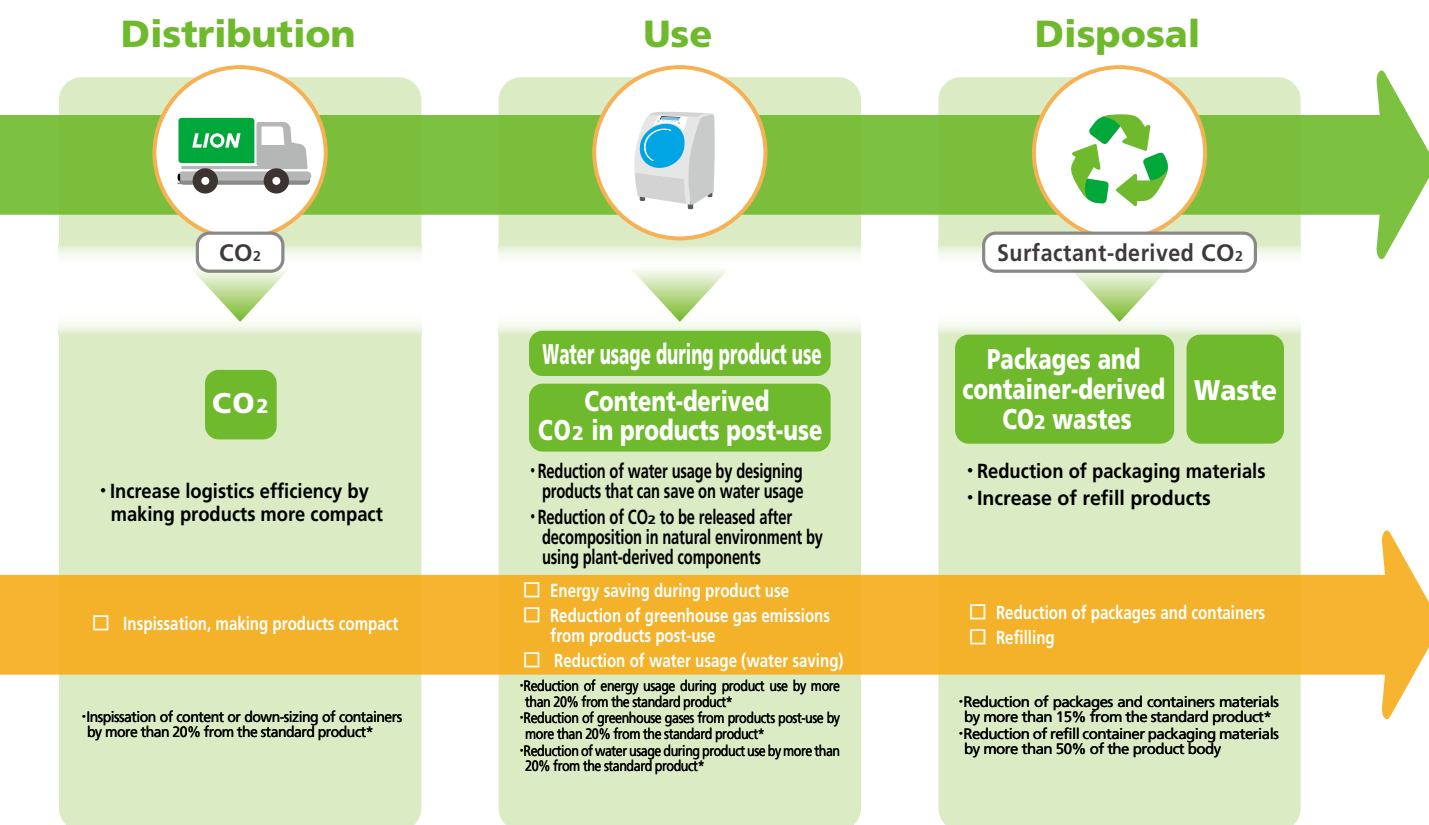 Distribution
LION
CO₂
CO₂
・Increase logistics efficiency by
making products more compact
□ Inspissation, making products compact
・Inspissation of content or down-sizing of containers
by more than 20% from the standard product*
Use
Water usage during product use
Content-derived
CO₂ in products post-use
・Reduction of water usage by designing
products that can save on water usage
・Reduction of CO₂ to be released after
decomposition in natural environment by
using plant-derived components
□ Energy saving during product use
□ Reduction of greenhouse gas emissions
from products post-use
□ Reduction of water usage (water saving)
・Reduction of energy usage during product use by more
than 20% from the standard product*
・Reduction of greenhouse gases from products post-use by
more than 20% from the standard product*
・Reduction of water usage during product use by more than
20% from the standard product*
Disposal
Surfactant-derived CO₂
Packages and
container-derived
CO₂ wastes
Waste
・Reduction of packaging materials
・Increase of refill products
□ Reduction of packages and containers
□ Refilling
・Reduction of packages and containers materials
by more than 15% from the standard product*
・Reduction of refill container packaging materials
by more than 50% of the product body